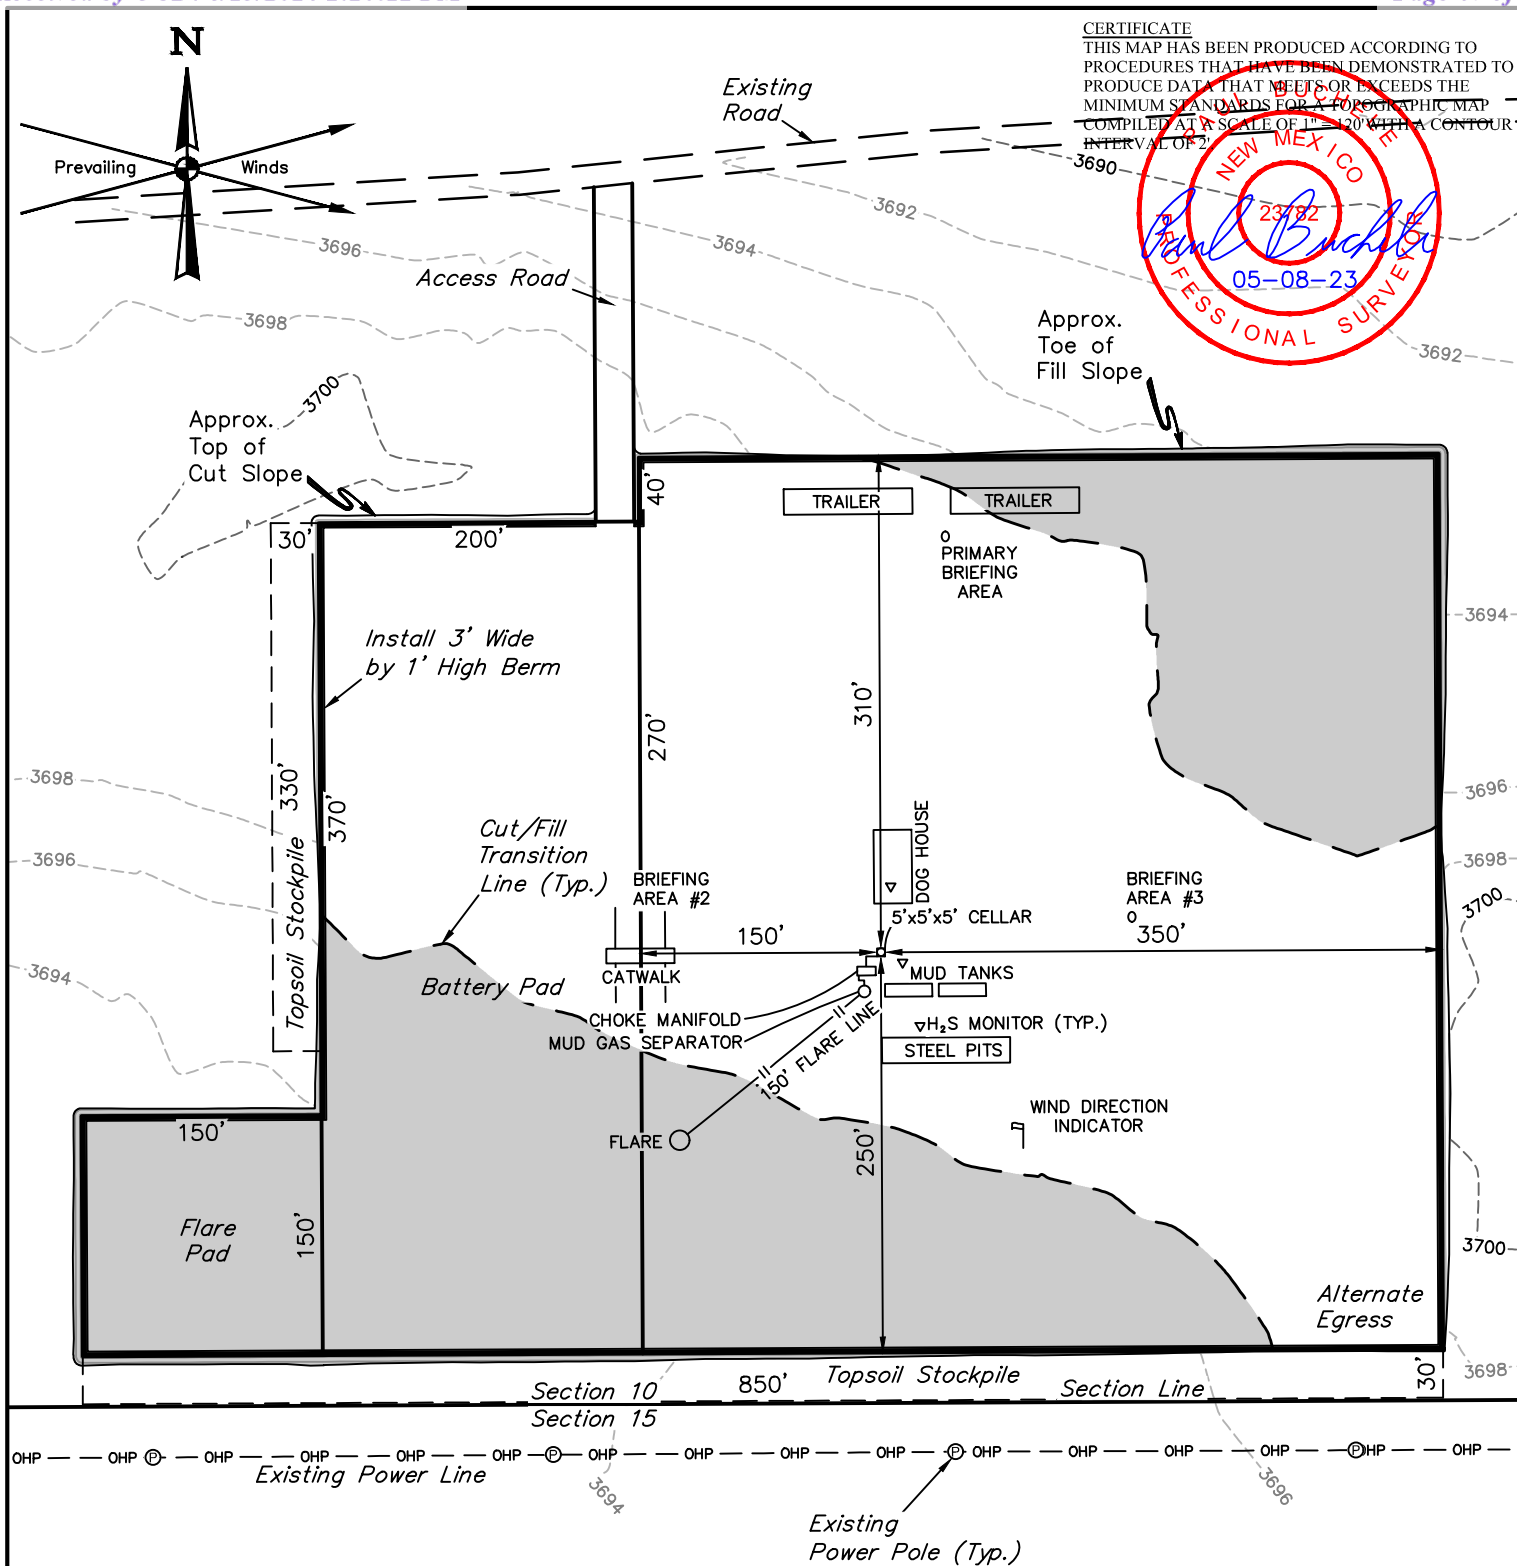 N
Prevailing Winds
CERTIFICATE
THIS MAP HAS BEEN PRODUCED ACCORDING TO
PROCEDURES THAT HAVE BEEN DEMONSTRATED TO
PRODUCE DATA THAT MEETS OR EXCEEDS THE
MINIMUM STANDARDS FOR A TOPOGRAPHIC MAP
COMPILED AT A SCALE OF 1" = 120' WITH A CONTOUR
INTERVAL OF 2'.
PAUL BUCHELE
NEW MEXICO
23782
PROFESSIONAL SURVEYOR
Paul Buchele
05-08-23
Existing
Road
3690
3692
3694
3696
Access Road
3698
3692
Approx.
Toe of
Fill Slope
3700
Approx.
Top of
Cut Slope
40'
TRAILER
TRAILER
30'
200'
PRIMARY
BRIEFING
AREA
3694
Install 3' Wide
by 1' High Berm
310'
270'
3698
330'
370'
3696
Cut/Fill
Transition
Line (Typ.)
DOG HOUSE
3696
3698
Topsoil Stockpile
BRIEFING
AREA #2
BRIEFING
AREA #3
3700
5'x5'x5' CELLAR
150'
350'
3694
Battery Pad
CATWALK
MUD TANKS
CHOKE MANIFOLD
MUD GAS SEPARATOR
H₂S MONITOR (TYP.)
STEEL PITS
150' FLARE LINE
WIND DIRECTION
INDICATOR
150'
FLARE
250'
Flare
Pad
150'
3700
Alternate
Egress
30'
3698
Topsoil Stockpile
850'
Section 10
Section Line
Section 15
OHP OHP P OHP OHP OHP OHP P OHP OHP OHP OHP P OHP OHP OHP OHP P OHP OHP
Existing Power Line
3694
3696
Existing
Power Pole (Typ.)